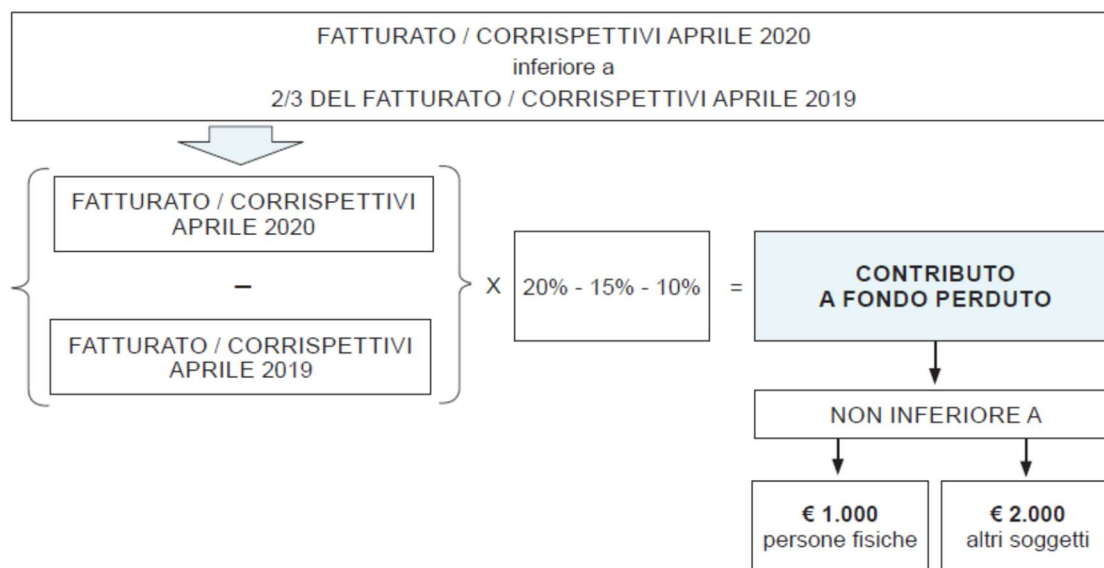 FATTURATO / CORRISPETTIVI APRILE 2020
inferiore a
2/3 DEL FATTURATO / CORRISPETTIVI APRILE 2019
FATTURATO / CORRISPETTIVI
APRILE 2020
–
FATTURATO / CORRISPETTIVI
APRILE 2019
X
20% - 15% - 10%
=
CONTRIBUTO
A FONDO PERDUTO
NON INFERIORE A
€ 1.000
persone fisiche
€ 2.000
altri soggetti